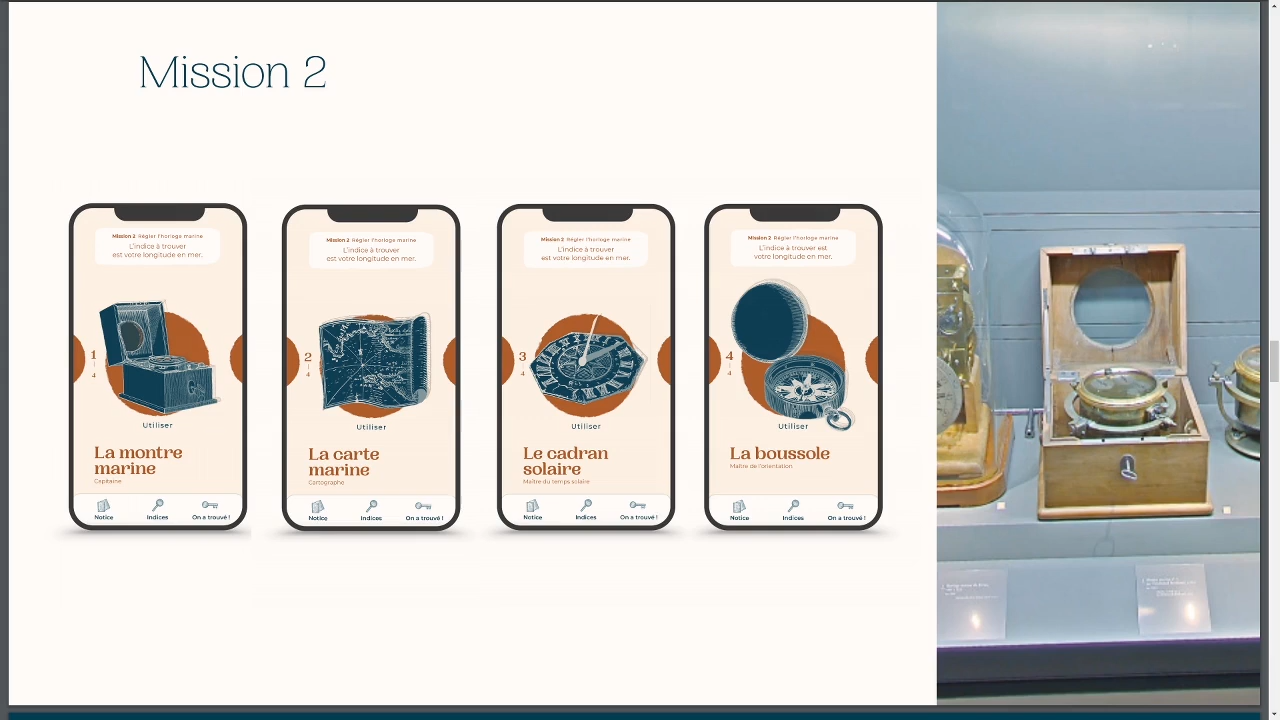 Mission 2
Mission 2 Régler l'horloge marine
L'indice à trouver
est votre longitude en mer.
1
4
Utiliser
La montre
marine
Capitaine
Notice
Indices
On a trouvé !
Mission 2 Régler l'horloge marine
L'indice à trouver
est votre longitude en mer.
2
4
Utiliser
La carte
marine
Cartographe
Notice
Indices
On a trouvé !
Mission 2 Régler l'horloge marine
L'indice à trouver
est votre longitude en mer.
3
4
Utiliser
Le cadran
solaire
Maître du temps solaire
Notice
Indices
On a trouvé !
Mission 2 Régler l'horloge marine
L'indice à trouver est
votre longitude en mer.
4
4
Utiliser
La boussole
Maître de l'orientation
Notice
Indices
On a trouvé !